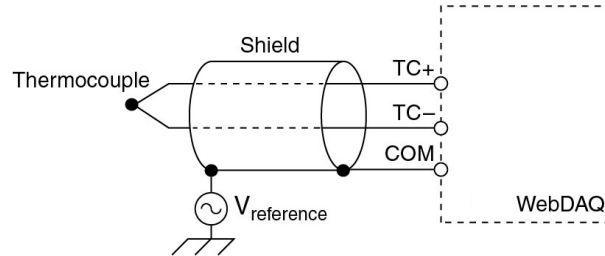 Shield
TC+
Thermocouple
TC−
COM
Vreference
WebDAQ